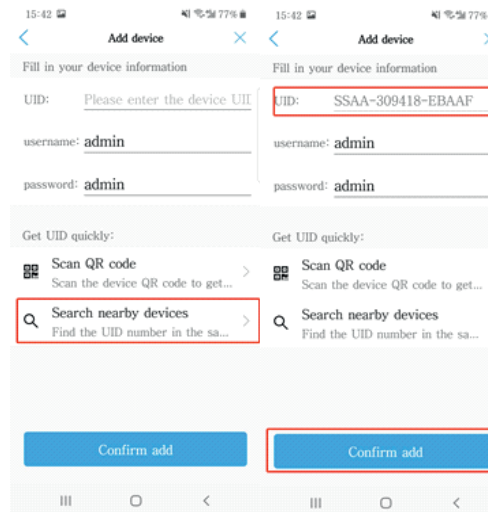 15:42
77%
Add device
Fill in your device information
UID: Please enter the device UII
username: admin
password: admin
Get UID quickly:
Scan QR code
Scan the device QR code to get...
Search nearby devices
Find the UID number in the sa...
Confirm add
15:42
77%
Add device
Fill in your device information
UID: SSAA-309418-EBAAF
username: admin
password: admin
Get UID quickly:
Scan QR code
Scan the device QR code to get...
Search nearby devices
Find the UID number in the sa...
Confirm add